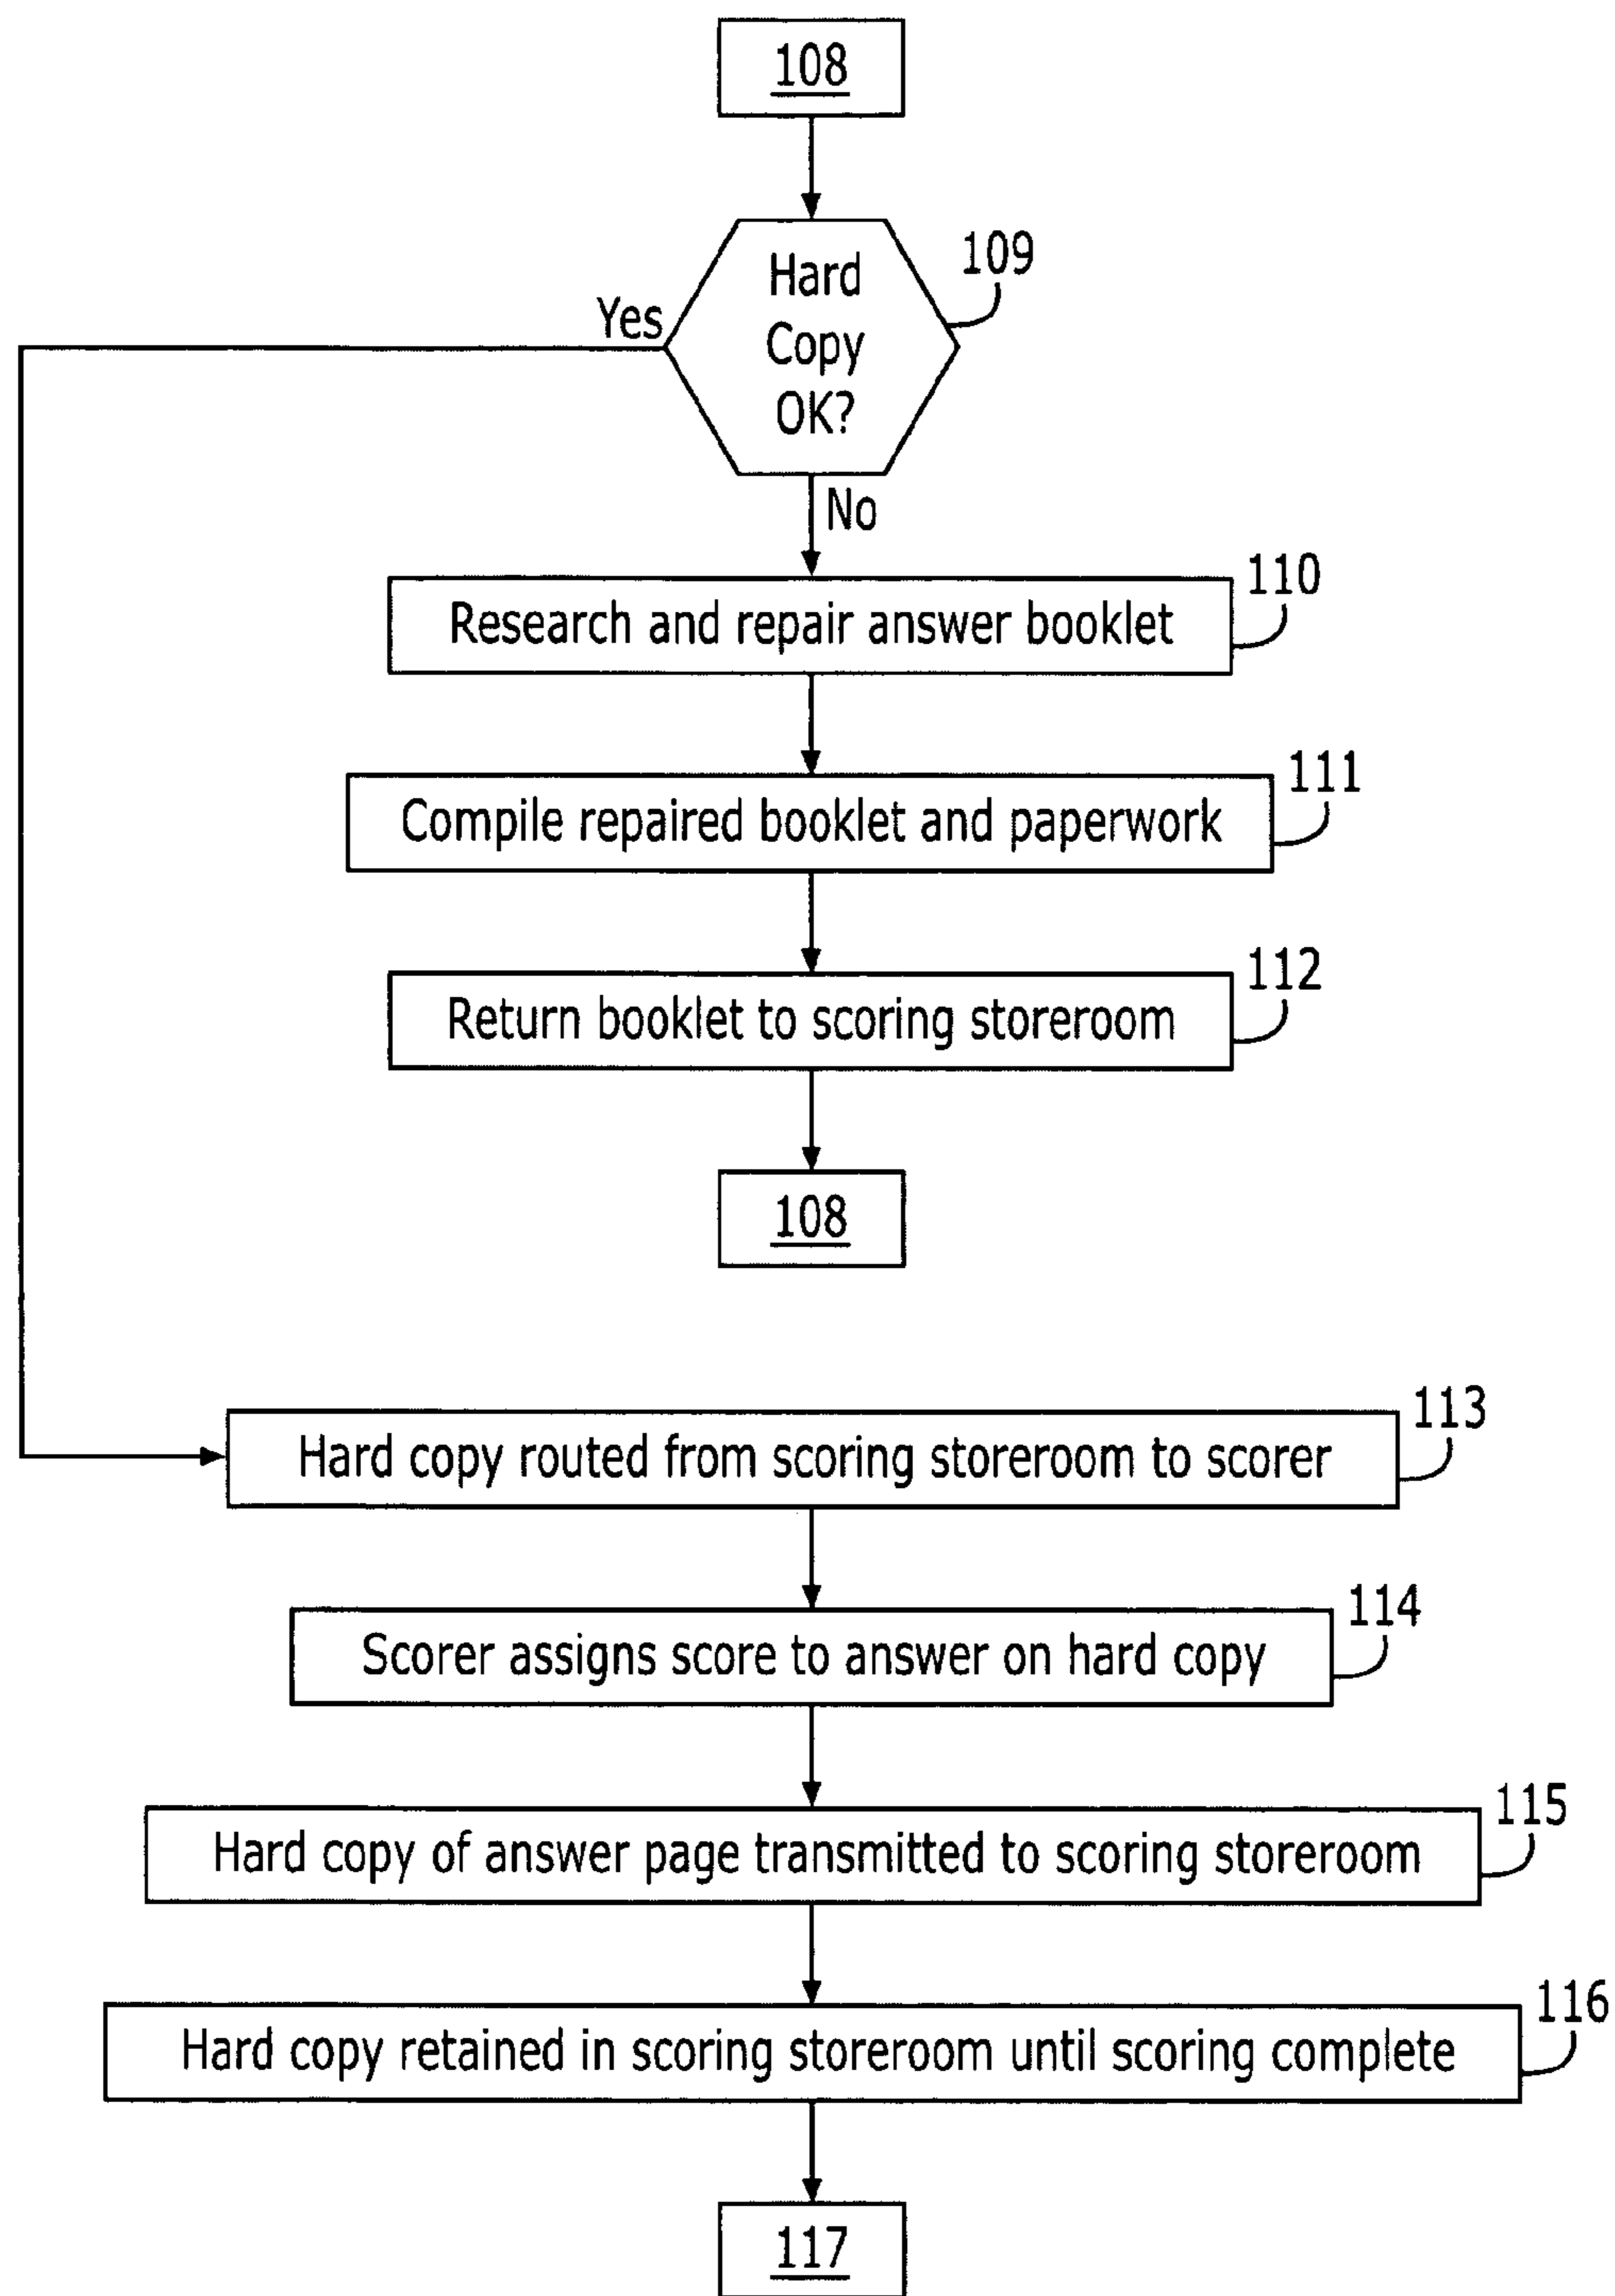 108
109
Hard
Copy
OK?
Yes
No
110
Research and repair answer booklet
111
Compile repaired booklet and paperwork
112
Return booklet to scoring storeroom
108
113
Hard copy routed from scoring storeroom to scorer
114
Scorer assigns score to answer on hard copy
115
Hard copy of answer page transmitted to scoring storeroom
116
Hard copy retained in scoring storeroom until scoring complete
117